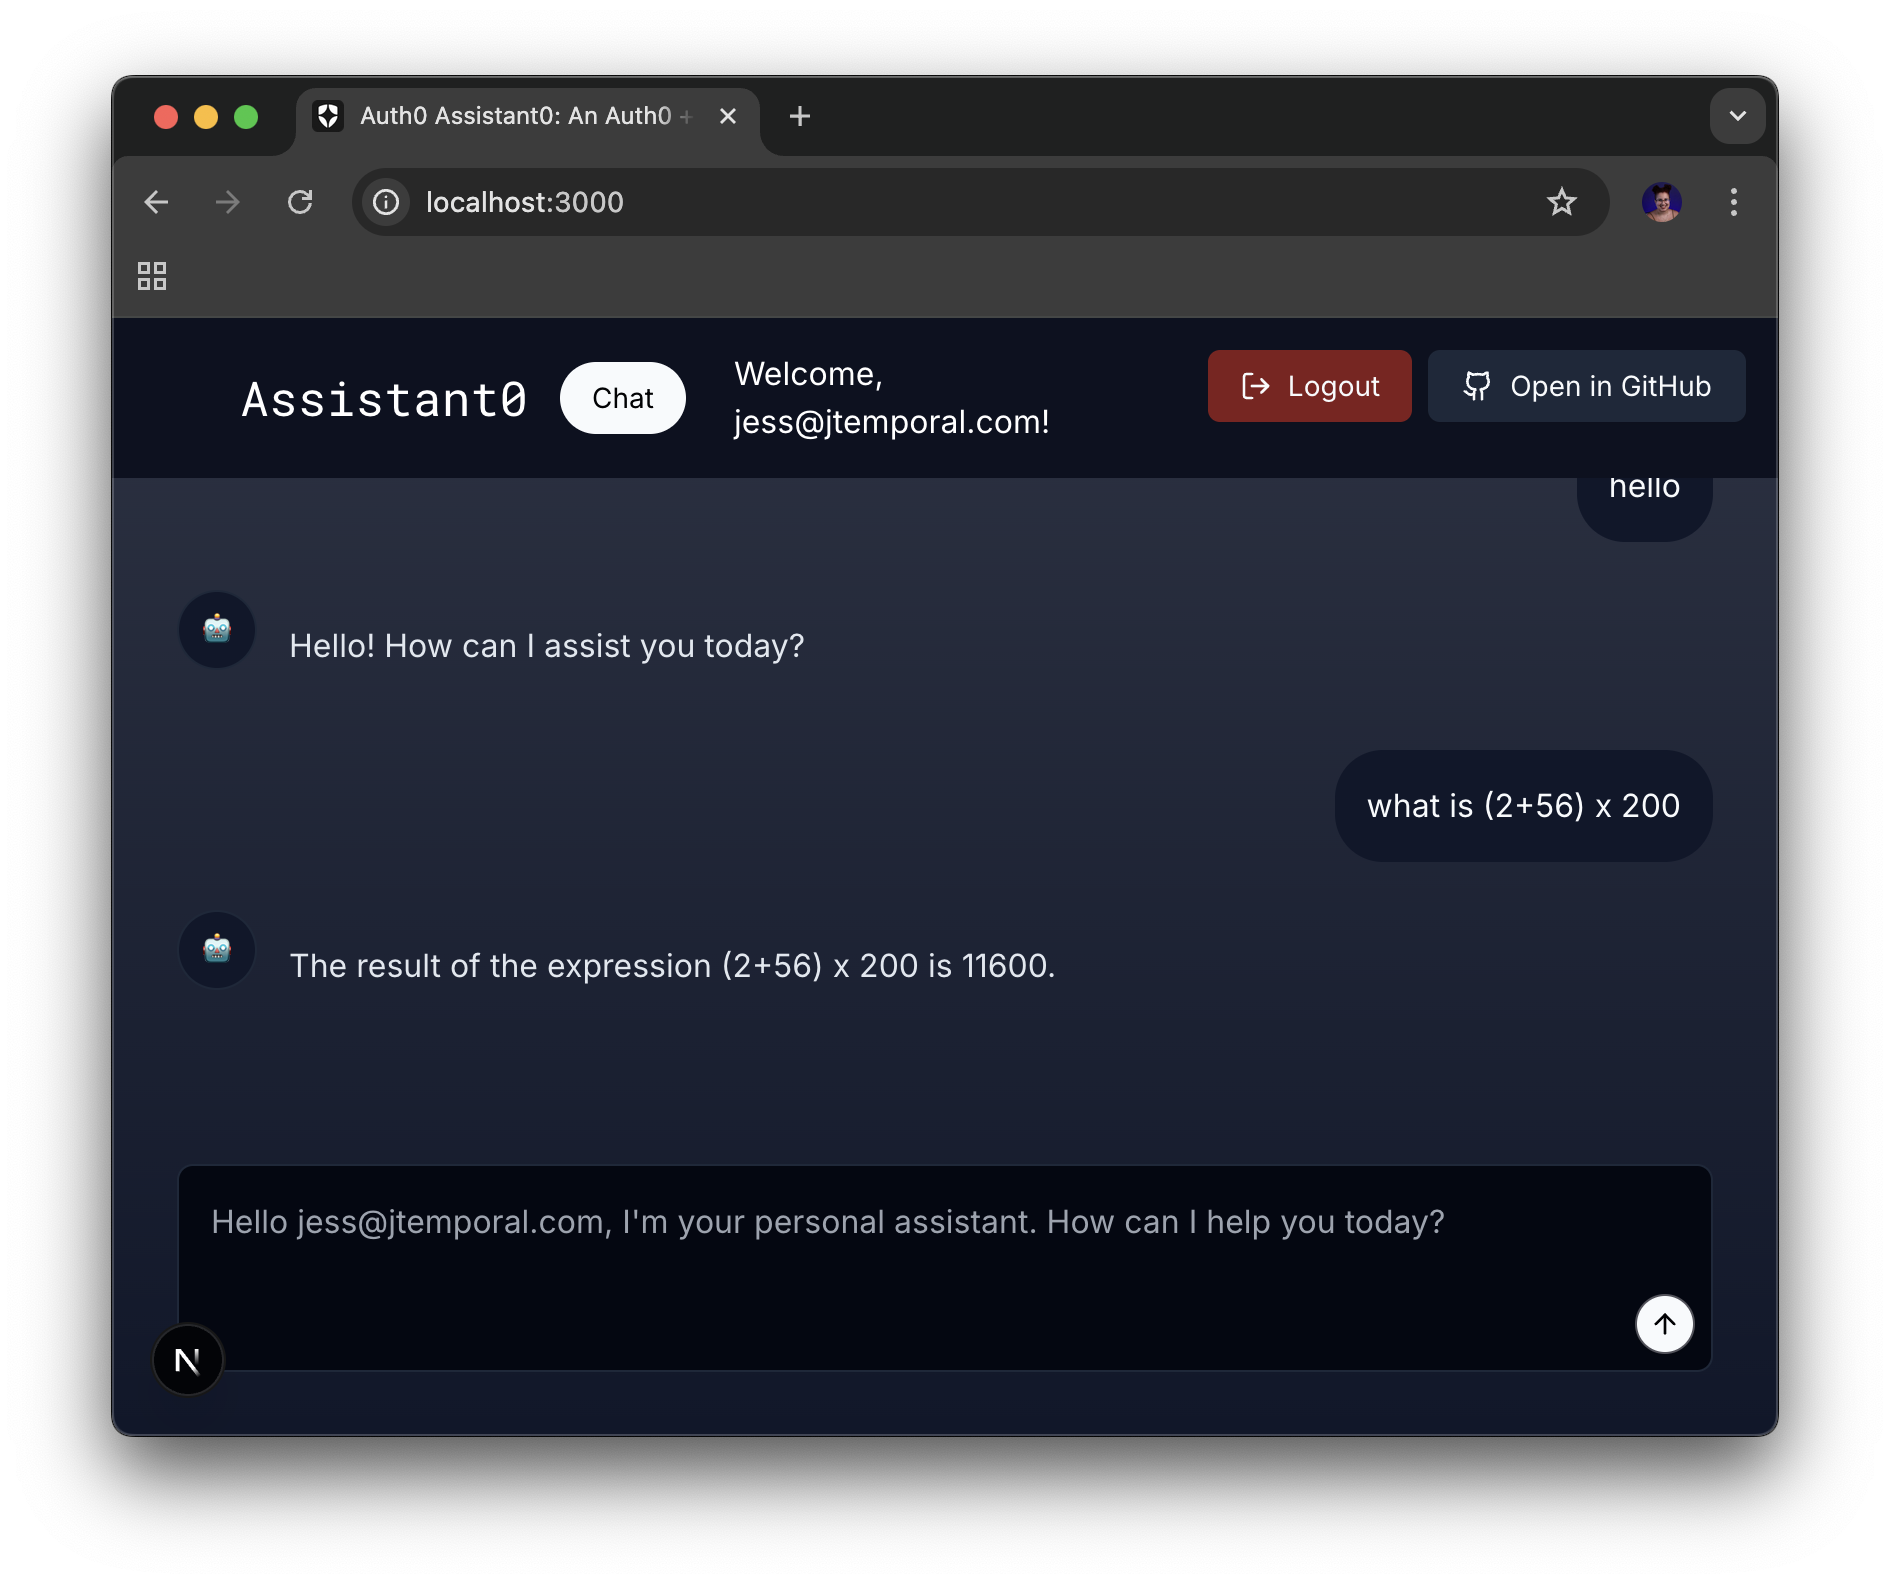 Auth0 Assistant0: An Auth0 +
localhost:3000
Assistant0
Chat
Welcome,
jess@jtemporal.com!
Logout
Open in GitHub
hello
Hello! How can I assist you today?
what is (2+56) x 200
The result of the expression (2+56) x 200 is 11600.
Hello jess@jtemporal.com, I'm your personal assistant. How can I help you today?
N